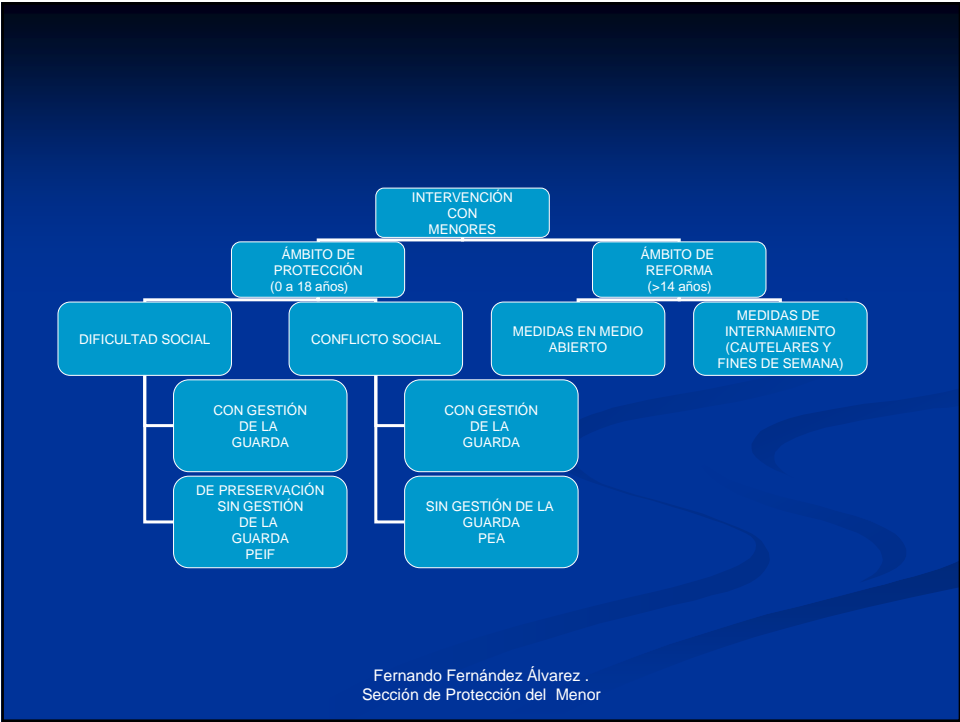 INTERVENCIÓN
CON
MENORES
ÁMBITO DE
PROTECCIÓN
(0 a 18 años)
ÁMBITO DE
REFORMA
(>14 años)
DIFICULTAD SOCIAL
CONFLICTO SOCIAL
MEDIDAS EN MEDIO
ABIERTO
MEDIDAS DE
INTERNAMIENTO
(CAUTELARES Y
FINES DE SEMANA)
CON GESTIÓN
DE LA
GUARDA
CON GESTIÓN
DE LA
GUARDA
DE PRESERVACIÓN
SIN GESTIÓN
DE LA
GUARDA
PEIF
SIN GESTIÓN DE LA
GUARDA
PEA
Fernando Fernández Álvarez .
Sección de Protección del Menor